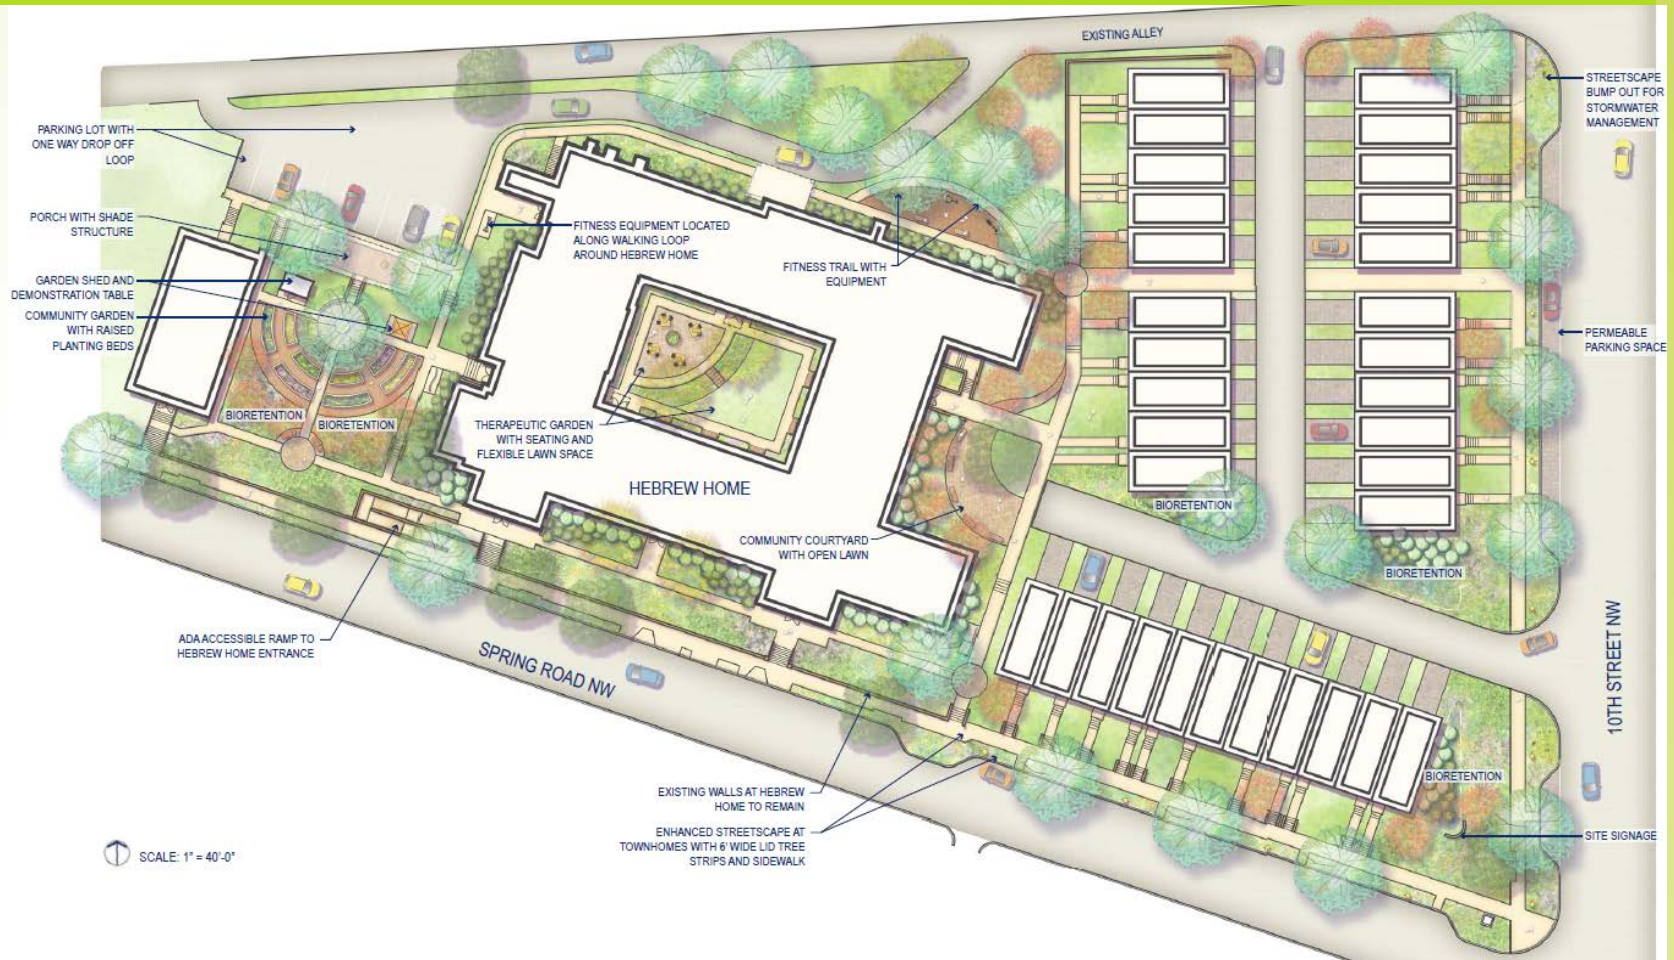 EXISTING ALLEY
STREETSCAPE
BUMP OUT FOR
STORMWATER
MANAGEMENT
PARKING LOT WITH
ONE WAY DROP OFF
LOOP
PORCH WITH SHADE
STRUCTURE
FITNESS EQUIPMENT LOCATED
ALONG WALKING LOOP
AROUND HEBREW HOME
FITNESS TRAIL WITH
EQUIPMENT
GARDEN SHED AND
DEMONSTRATION TABLE
COMMUNITY GARDEN
WITH RAISED
PLANTING BEDS
PERMEABLE
PARKING SPACE
BIORETENTION
BIORETENTION
THERAPEUTIC GARDEN
WITH SEATING AND
FLEXIBLE LAWN SPACE
HEBREW HOME
BIORETENTION
COMMUNITY COURTYARD
WITH OPEN LAWN
BIORETENTION
ADA ACCESSIBLE RAMP TO
HEBREW HOME ENTRANCE
SPRING ROAD NW
10TH STREET NW
BIORETENTION
EXISTING WALLS AT HEBREW
HOME TO REMAIN
ENHANCED STREETSCAPE AT
TOWNHOMES WITH 6' WIDE LID TREE
STRIPS AND SIDEWALK
SITE SIGNAGE
SCALE: 1" = 40'-0"